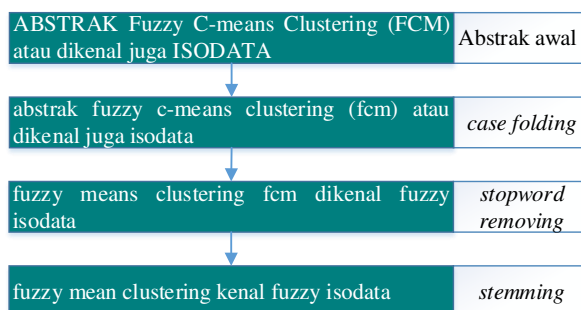 ABSTRAK Fuzzy C-means Clustering (FCM)
atau dikenal juga ISODATA
Abstrak awal
abstrak fuzzy c-means clustering (fcm) atau
dikenal juga isodata
case folding
fuzzy means clustering fcm dikenal fuzzy
isodata
stopword
removing
fuzzy mean clustering kenal fuzzy isodata
stemming